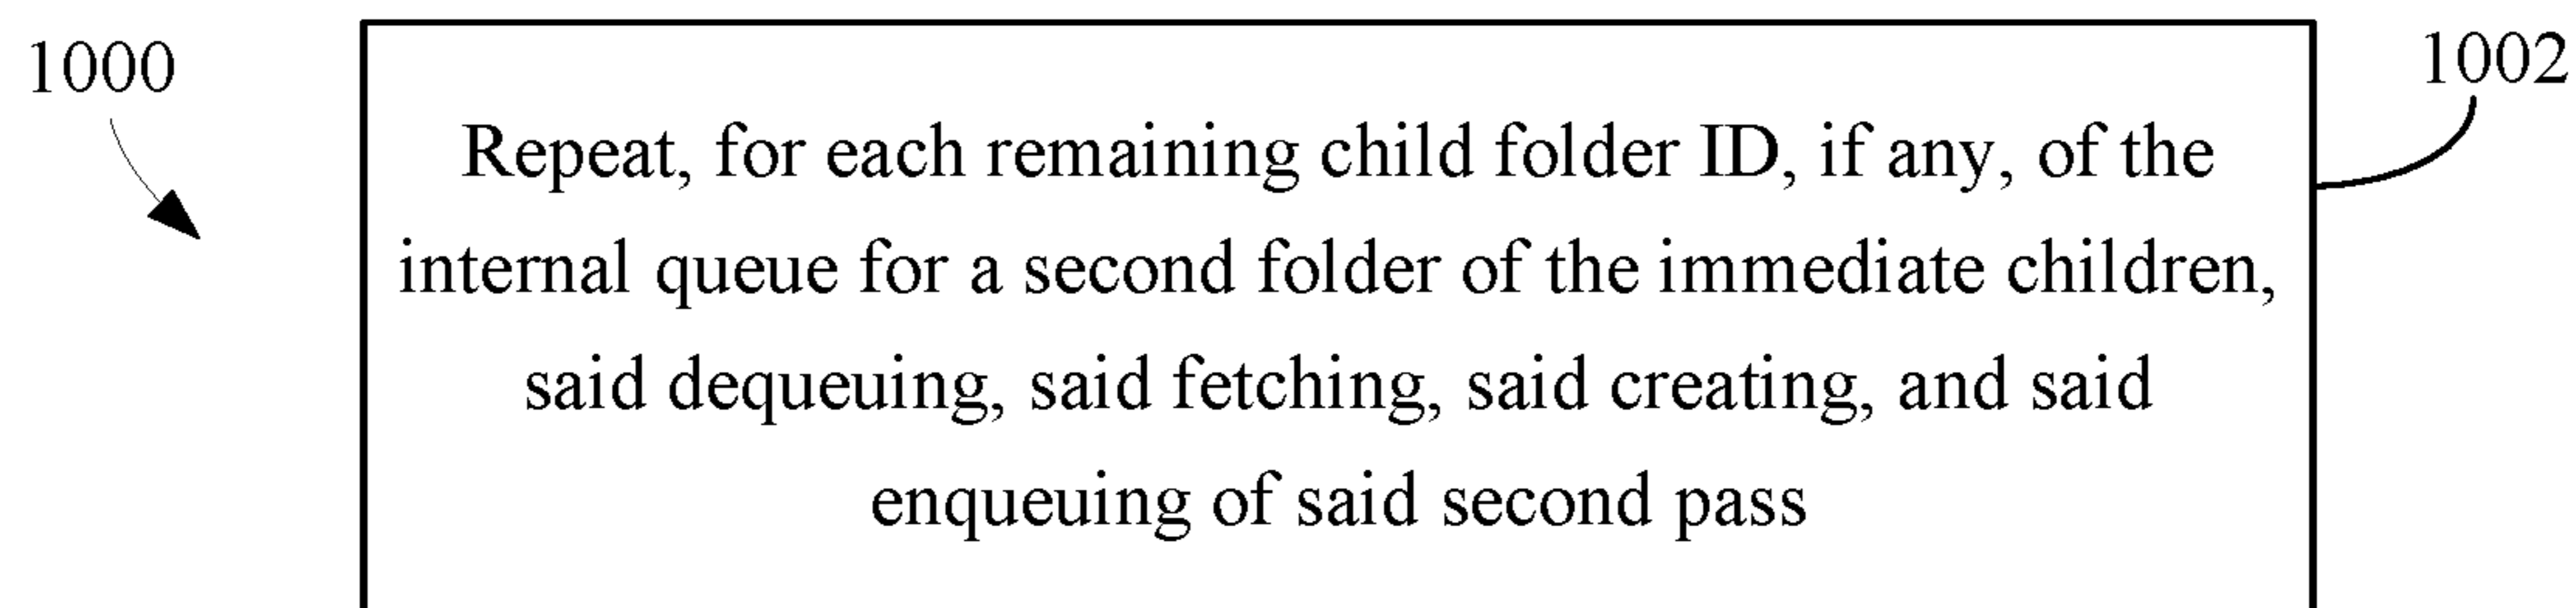 1000
1002
Repeat, for each remaining child folder ID, if any, of the
internal queue for a second folder of the immediate children,
said dequeuing, said fetching, said creating, and said
enqueuing of said second pass